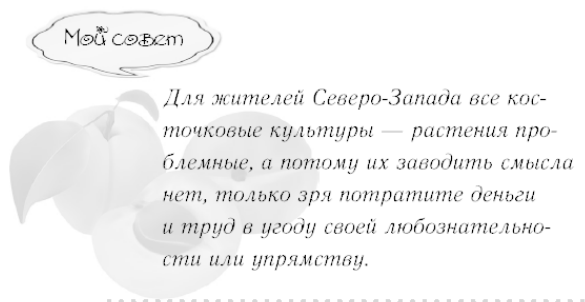 Мой совет
Для жителей Северо-Запада все кос-
точковые культуры — растения про-
блемные, а потому их заводить смысла
нет, только зря потратите деньги
и труд в угоду своей любознательно-
сти или упрямству.